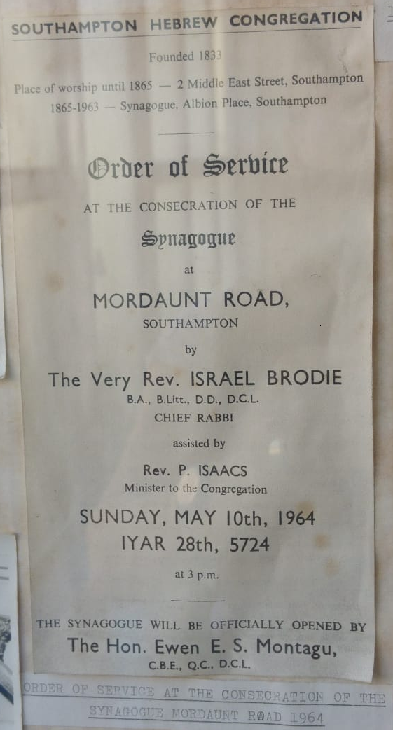 SOUTHAMPTON HEBREW CONGREGATION
Founded 1833
Place of worship until 1865 — 2 Middle East Street, Southampton
1865-1963 — Synagogue, Albion Place, Southampton
Order of Service
AT THE CONSECRATION OF THE
Synagogue
at
MORDAUNT ROAD,
SOUTHAMPTON
by
The Very Rev. ISRAEL BRODIE
B.A., B.Litt., D.D., D.C.L.
CHIEF RABBI
assisted by
Rev. P. ISAACS
Minister to the Congregation
SUNDAY, MAY 10th, 1964
IYAR 28th, 5724
at 3 p.m.
THE SYNAGOGUE WILL BE OFFICIALLY OPENED BY
The Hon. Ewen E. S. Montagu,
C.B.E., Q.C., D.C.L.
ORDER OF SERVICE AT THE CONSECRATION OF THE
SYNAGOGUE MORDAUNT ROAD 1964